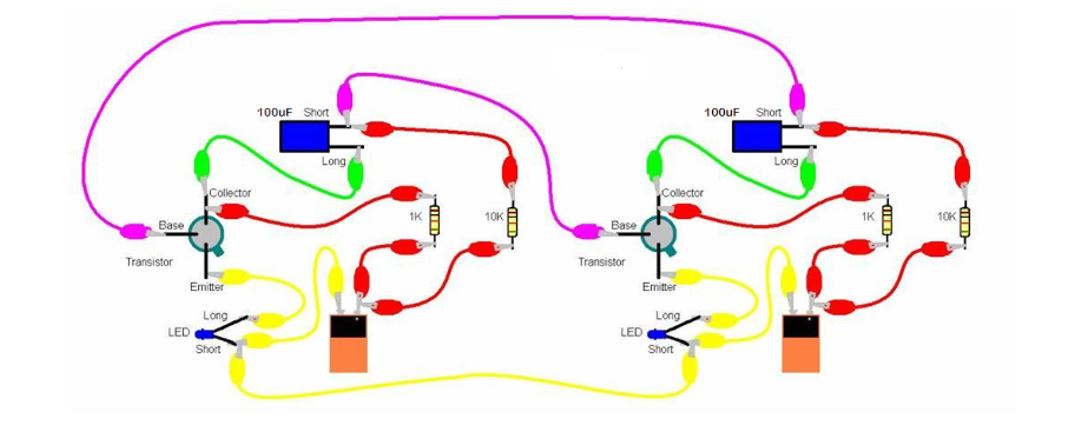 100uF Short
Long
Collector
Base
1K
10K
Transistor
Emitter
Long
LED
Short
100uF Short
Long
Collector
Base
1K
10K
Transistor
Emitter
Long
LED
Short